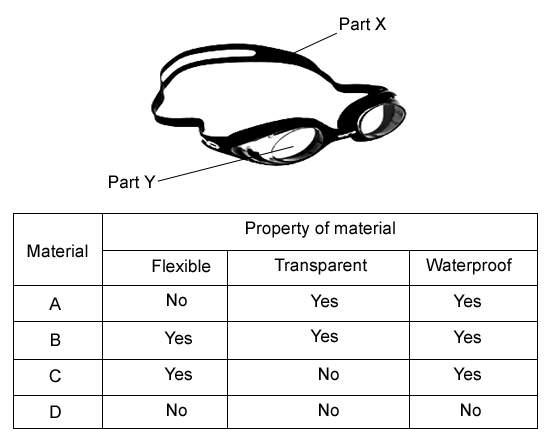 Part X
Part Y
Property of material
Material
Flexible Transparent Waterproof
A No Yes Yes
B Yes Yes Yes
C Yes No Yes
D No No No